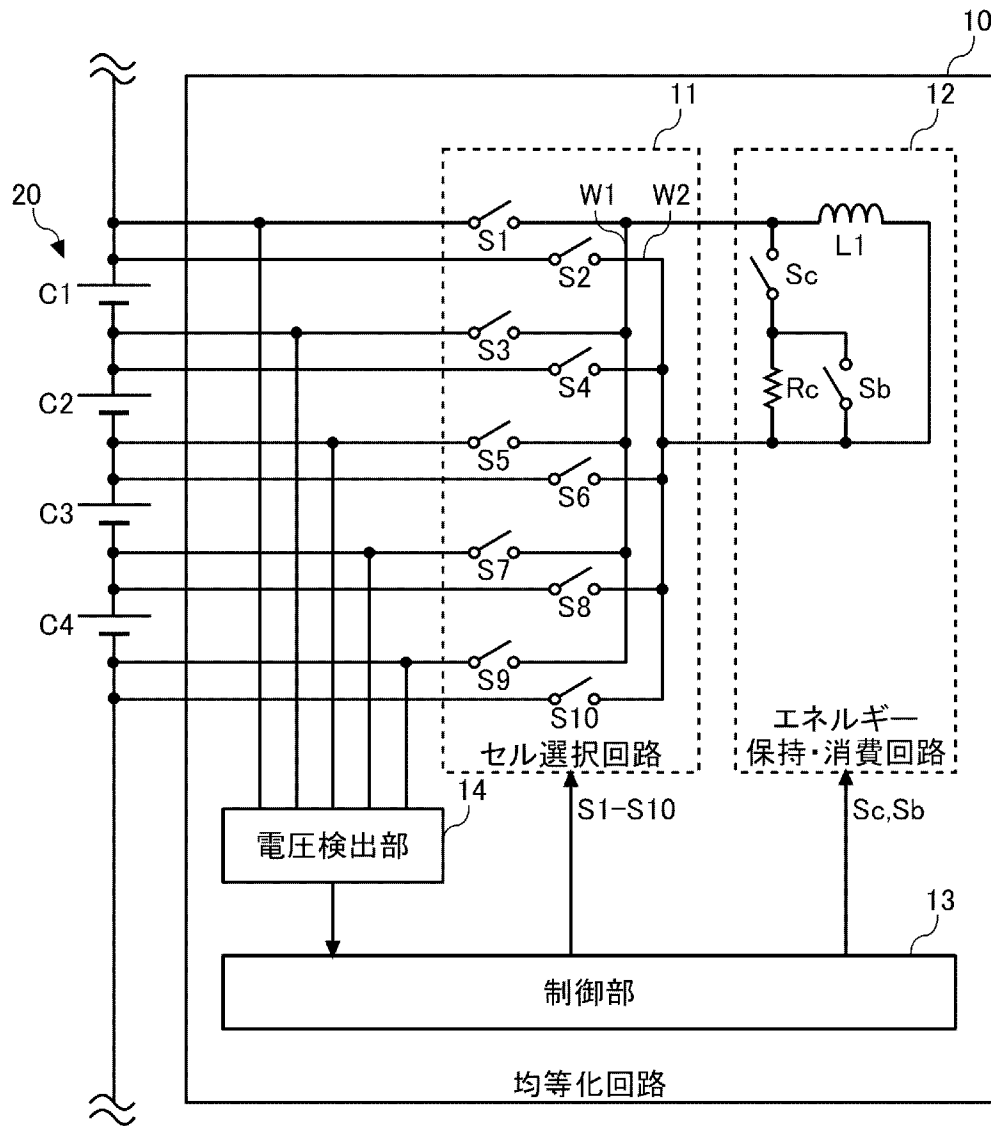 10
11
12
20
W1
W2
S1
L1
S2
Sc
C1
S3
S4
C2
Rc
Sb
S5
S6
C3
S7
S8
C4
S9
S10
セル選択回路
エネルギー
保持・消費回路
14
S1-S10
Sc,Sb
電圧検出部
13
制御部
均等化回路